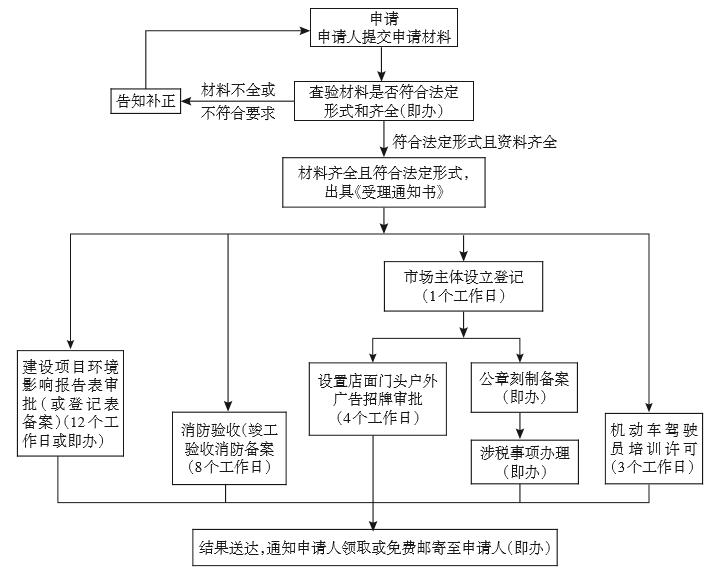 申请
申请人提交申请材料
告知补正
材料不全或
不符合要求
查验材料是否符合法定
形式和齐全(即办)
符合法定形式且资料齐全
材料齐全且符合法定形式,
出具《受理通知书》
市场主体设立登记
(1个工作日)
建设项目环境
影响报告表审
批(或登记表
备案)(12个工
作日或即办)
消防验收(竣工
验收消防备案
(8个工作日)
设置店面门头户外
广告招牌审批
(4个工作日)
公章刻制备案
(即办)
涉税事项办理
(即办)
机动车驾驶
员培训许可
(3个工作日)
结果送达,通知申请人领取或免费邮寄至申请人(即办)